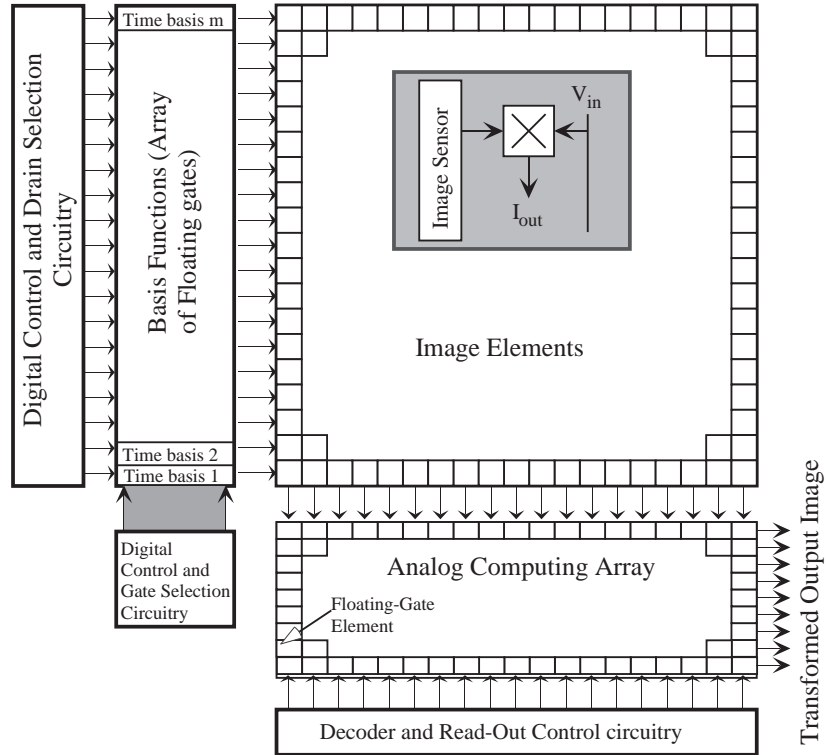 Digital Control and Drain Selection
Circuitry
Time basis m
Basis Functions (Array
of Floating gates)
Time basis 2
Time basis 1
Digital
Control and
Gate Selection
Circuitry
Image Sensor
V_in
I_out
Image Elements
Analog Computing Array
Floating-Gate
Element
Transformed Output Image
Decoder and Read-Out Control circuitry